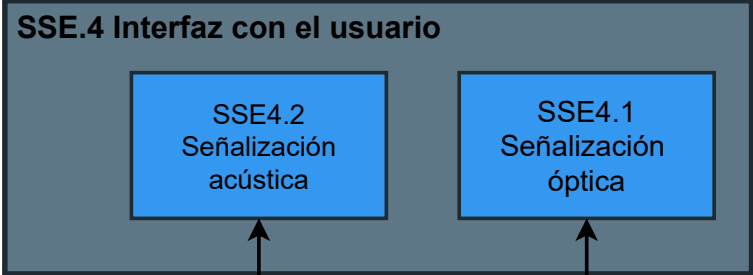 SSE.4 Interfaz con el usuario
SSE4.2
Señalización
acústica
SSE4.1
Señalización
óptica